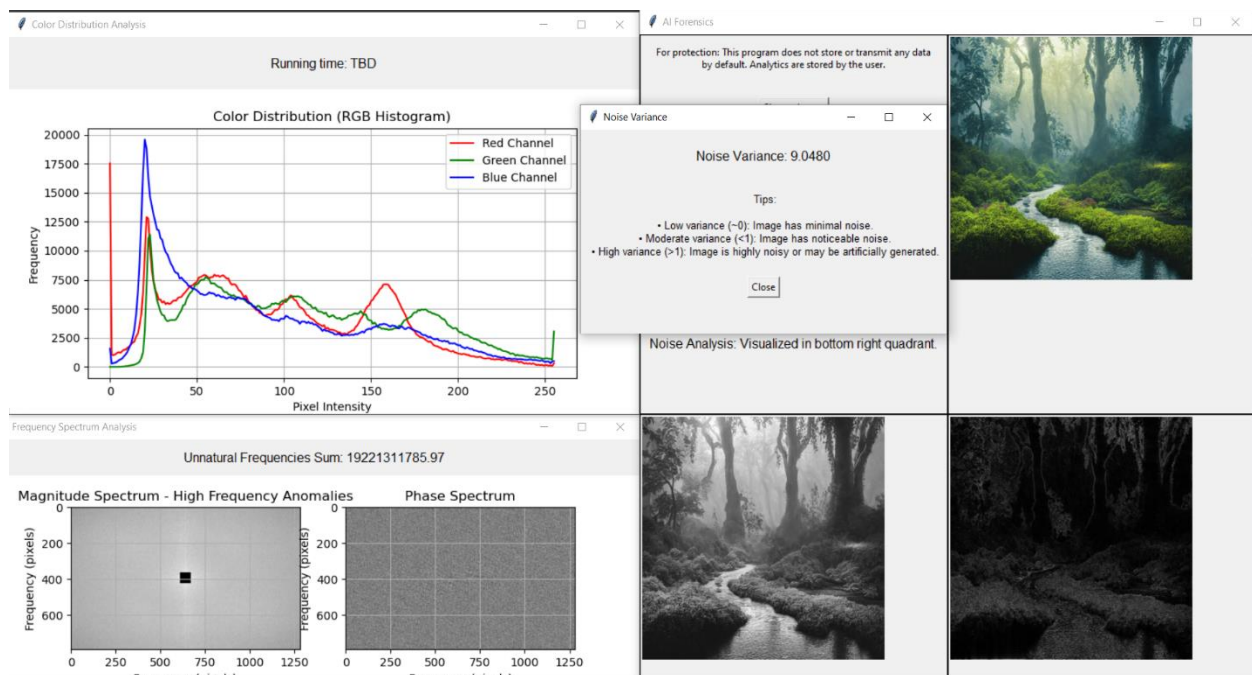 Color Distribution Analysis
Running time: TBD
Color Distribution (RGB Histogram)
20000
17500
15000
12500
10000
7500
5000
2500
0
Frequency
Red Channel
Green Channel
Blue Channel
0 50 100 150 200 250
Pixel Intensity
AI Forensics
For protection: This program does not store or transmit any data
by default. Analytics are stored by the user.
Noise Variance
Noise Variance: 9.0480
Tips:
• Low variance (~0): Image has minimal noise.
• Moderate variance (<1): Image has noticeable noise.
• High variance (>1): Image is highly noisy or may be artificially generated.
Close
Noise Analysis: Visualized in bottom right quadrant.
Frequency Spectrum Analysis
Unnatural Frequencies Sum: 19221311785.97
Magnitude Spectrum - High Frequency Anomalies
0
200
400
600
Frequency (pixels)
0 250 500 750 1000 1250
Phase Spectrum
0
200
400
600
Frequency (pixels)
0 250 500 750 1000 1250